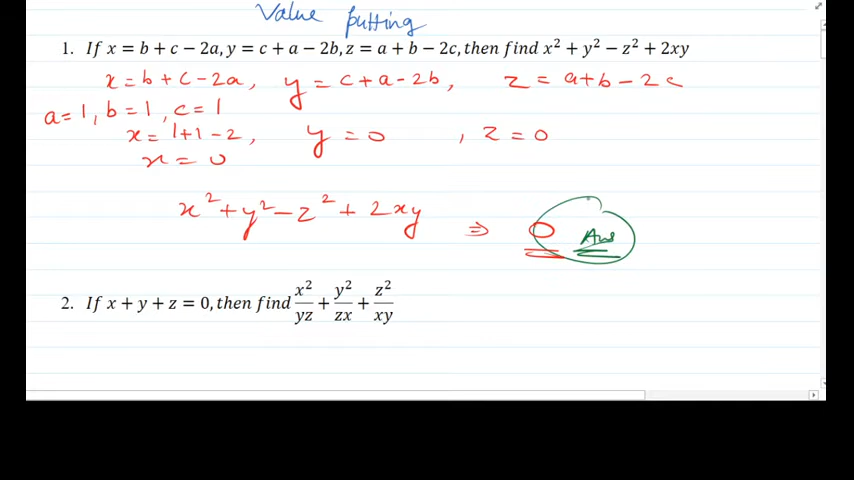 Value putting
1. If x = b + c − 2a, y = c + a − 2b, z = a + b − 2c, then find x² + y² − z² + 2xy
x = b + c − 2a, y = c + a − 2b, z = a + b − 2c
a = 1, b = 1, c = 1
x = 1 + 1 − 2, y = 0, z = 0
x = 0
x² + y² − z² + 2xy ⇒ 0 Ans
2. If x + y + z = 0, then find x²/yz + y²/zx + z²/xy